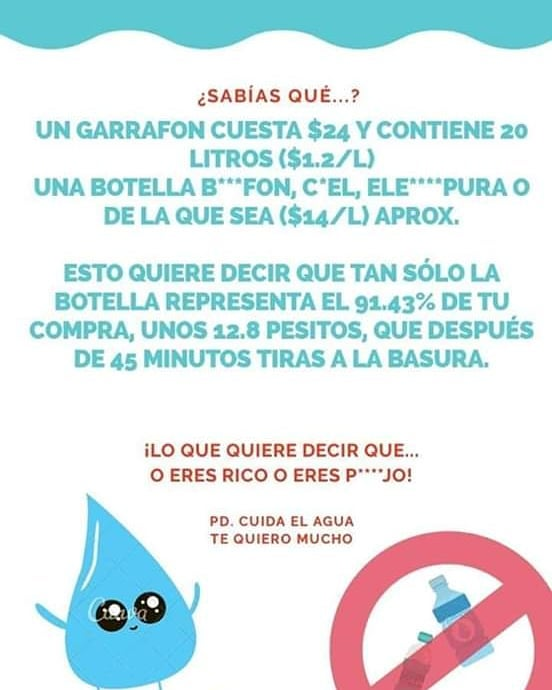 ¿SABÍAS QUÉ...?
UN GARRAFON CUESTA $24 Y CONTIENE 20
LITROS ($1.2/L)
UNA BOTELLA B***FON, C*EL, ELE****PURA O
DE LA QUE SEA ($14/L) APROX.
ESTO QUIERE DECIR QUE TAN SÓLO LA
BOTELLA REPRESENTA EL 91.43% DE TU
COMPRA, UNOS 12.8 PESITOS, QUE DESPUÉS
DE 45 MINUTOS TIRAS A LA BASURA.
¡LO QUE QUIERE DECIR QUE...
O ERES RICO O ERES P****JO!
PD. CUIDA EL AGUA
TE QUIERO MUCHO
Canva